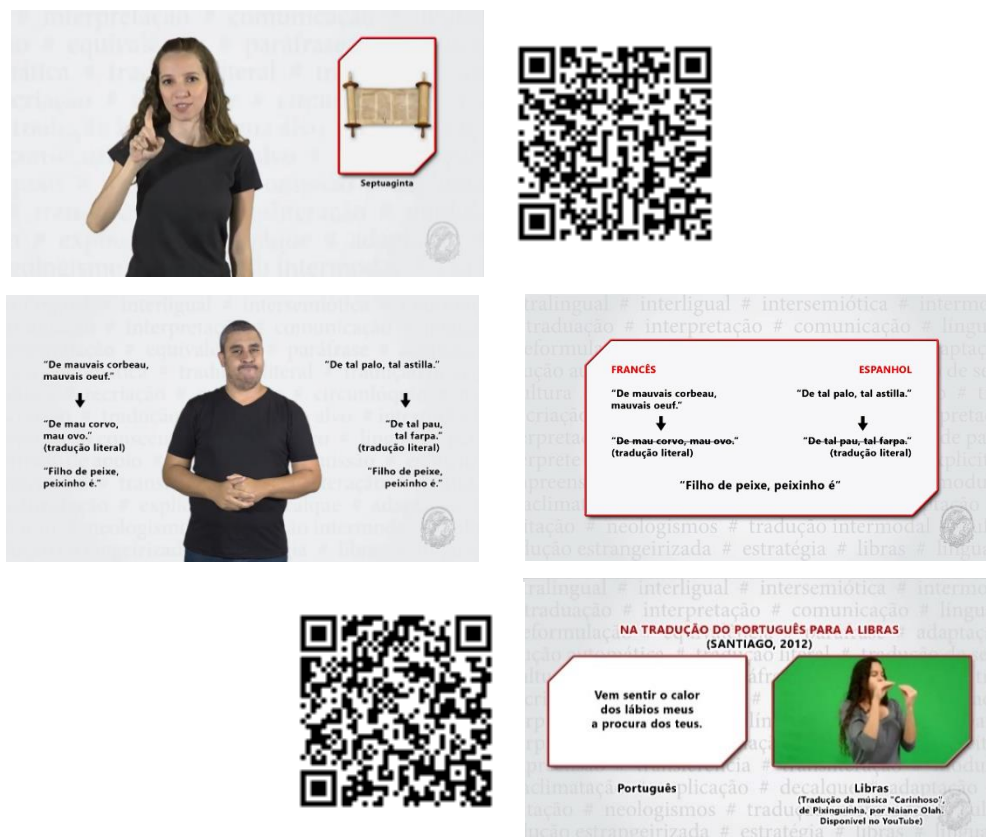 Septuaginta
"De mauvais corbeau,
mauvais oeuf."
"De mau corvo,
mau ovo."
(tradução literal)
"Filho de peixe,
peixinho é."
"De tal palo, tal astilla."
"De tal pau,
tal farpa."
(tradução literal)
"Filho de peixe,
peixinho é."
FRANCÊS
"De mauvais corbeau,
mauvais oeuf."
"De mau corvo, mau ovo."
(tradução literal)
ESPANHOL
"De tal palo, tal astilla."
"De tal pau, tal farpa."
(tradução literal)
"Filho de peixe, peixinho é"
# interligual # intersemiótica #
# interpretação # comunicação #
# neologismos # tradução intermodal
tradução estrangeirizada # estratégia # libras #
NA TRADUÇÃO DO PORTUGUÊS PARA A LIBRAS
(SANTIAGO, 2012)
Vem sentir o calor
dos lábios meus
a procura dos teus.
Português
Libras
(Tradução da música "Carinhoso",
de Pixinguinha, por Naiane Olah.
Disponível no YouTube)